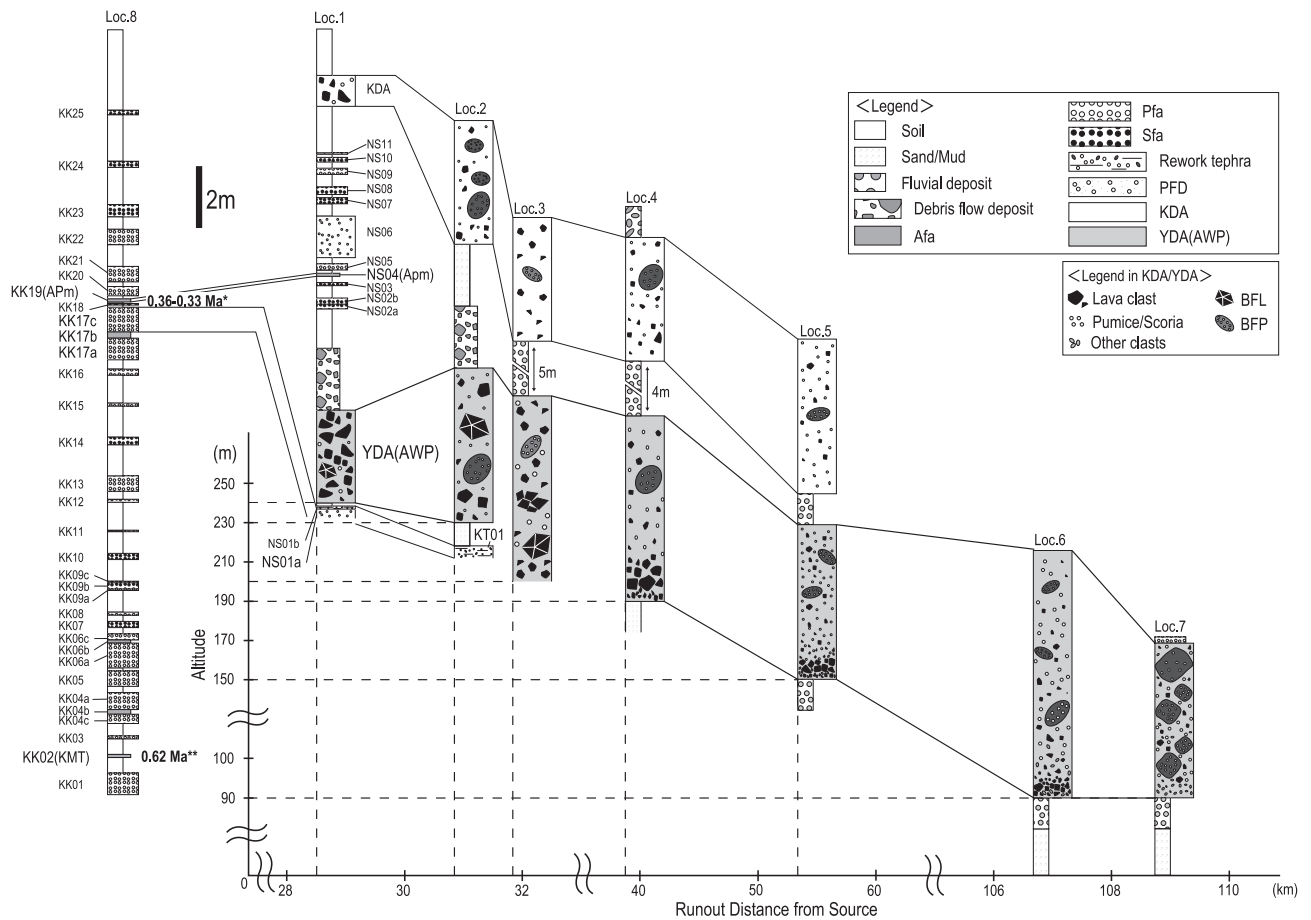 Loc.8
KK25
KK24
KK23
KK22
KK21
KK20
KK19(APm)
0.36-0.33 Ma*
KK18
KK17c
KK17b
KK17a
KK16
KK15
KK14
KK13
KK12
KK11
KK10
KK09c
KK09b
KK09a
KK08
KK07
KK06c
KK06b
KK06a
KK05
KK04a
KK04b
KK04c
KK03
KK02(KMT)
0.62 Ma**
KK01
2m
Loc.1
KDA
NS11
NS10
NS09
NS08
NS07
NS06
NS05
NS04(Apm)
NS03
NS02b
NS02a
YDA(AWP)
NS01b
NS01a
Loc.2
KT01
Loc.3
5m
Loc.4
4m
Loc.5
Loc.6
Loc.7
<Legend>
Soil
Sand/Mud
Fluvial deposit
Debris flow deposit
Afa
Pfa
Sfa
Rework tephra
PFD
KDA
YDA(AWP)
<Legend in KDA/YDA>
Lava clast
Pumice/Scoria
Other clasts
BFL
BFP
(m)
250
230
210
190
170
150
100
90
0
Altitude
28
30
32
40
50
60
106
108
110
(km)
Runout Distance from Source